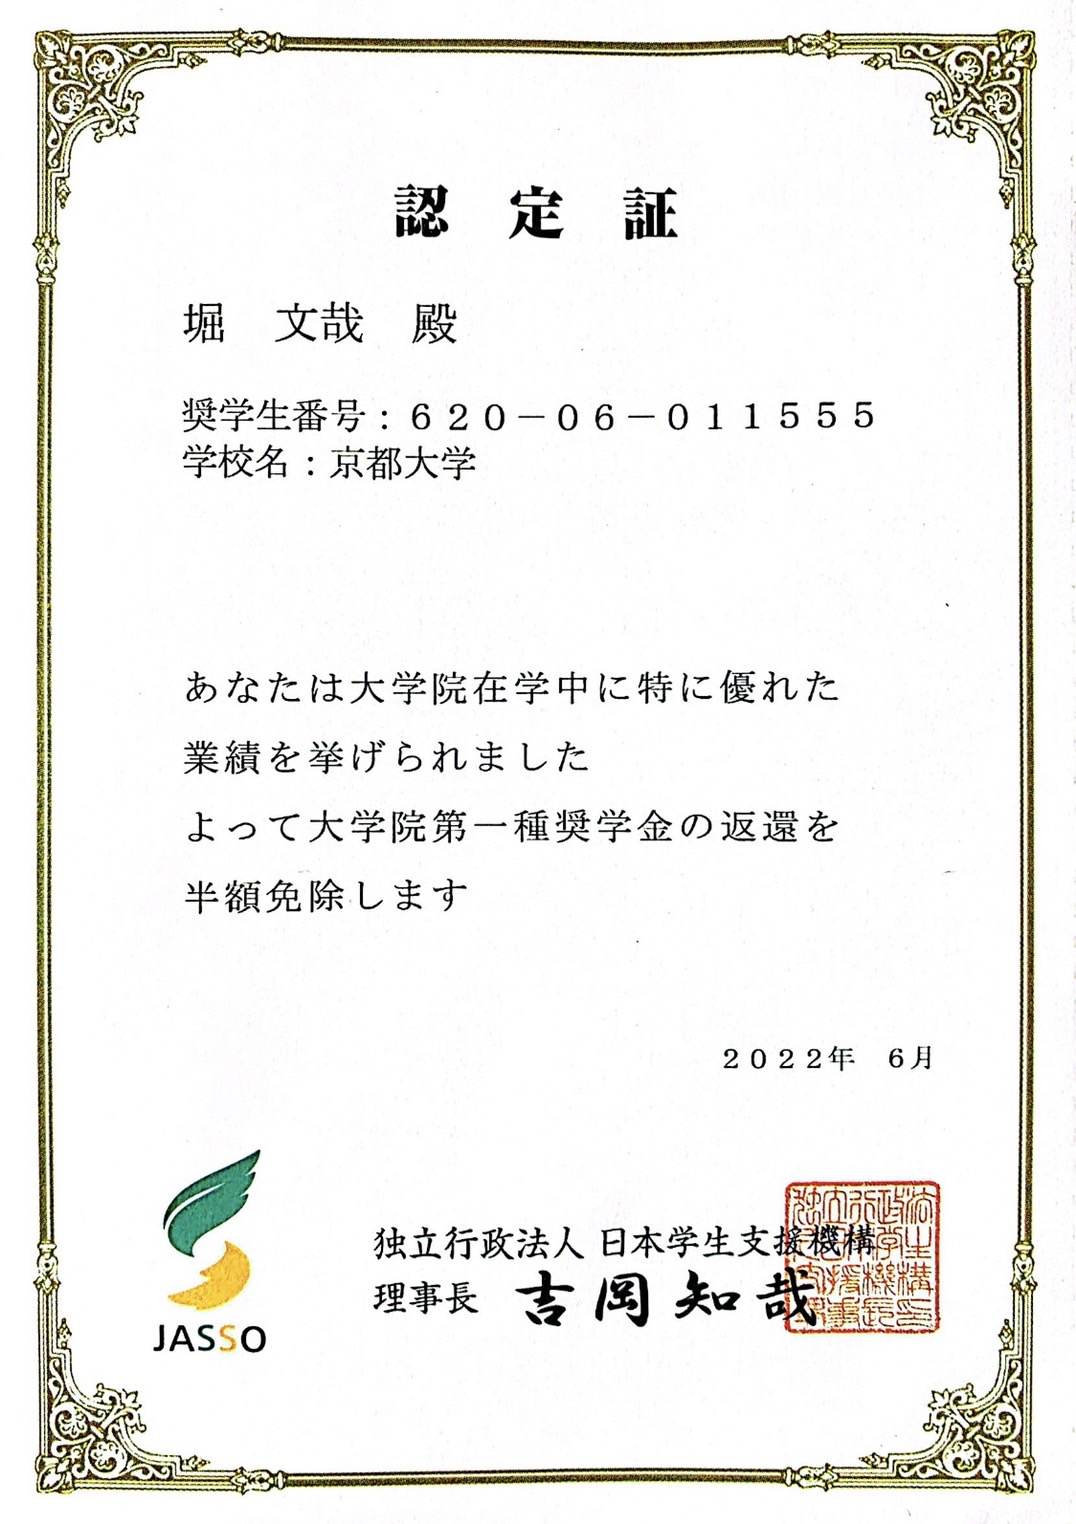 認定証
堀　文哉　殿
奨学生番号：６２０－０６－０１１５５５
学校名：京都大学
あなたは大学院在学中に特に優れた
業績を挙げられました
よって大学院第一種奨学金の返還を
半額免除します
２０２２年　６月
独立行政法人 日本学生支援機構
理事長　吉岡知哉
JASSO